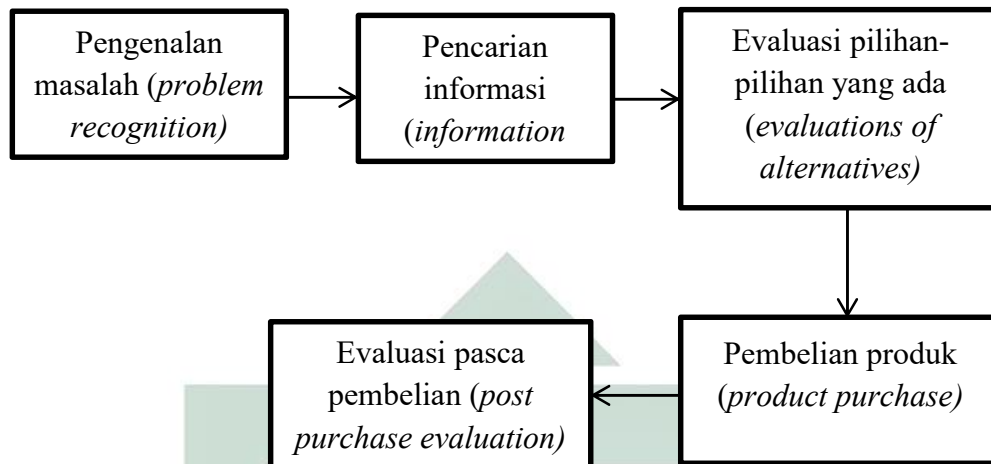 Pengenalan
masalah (problem
recognition)
Pencarian
informasi
(information
Evaluasi pilihan-
pilihan yang ada
(evaluations of
alternatives)
Pembelian produk
(product purchase)
Evaluasi pasca
pembelian (post
purchase evaluation)